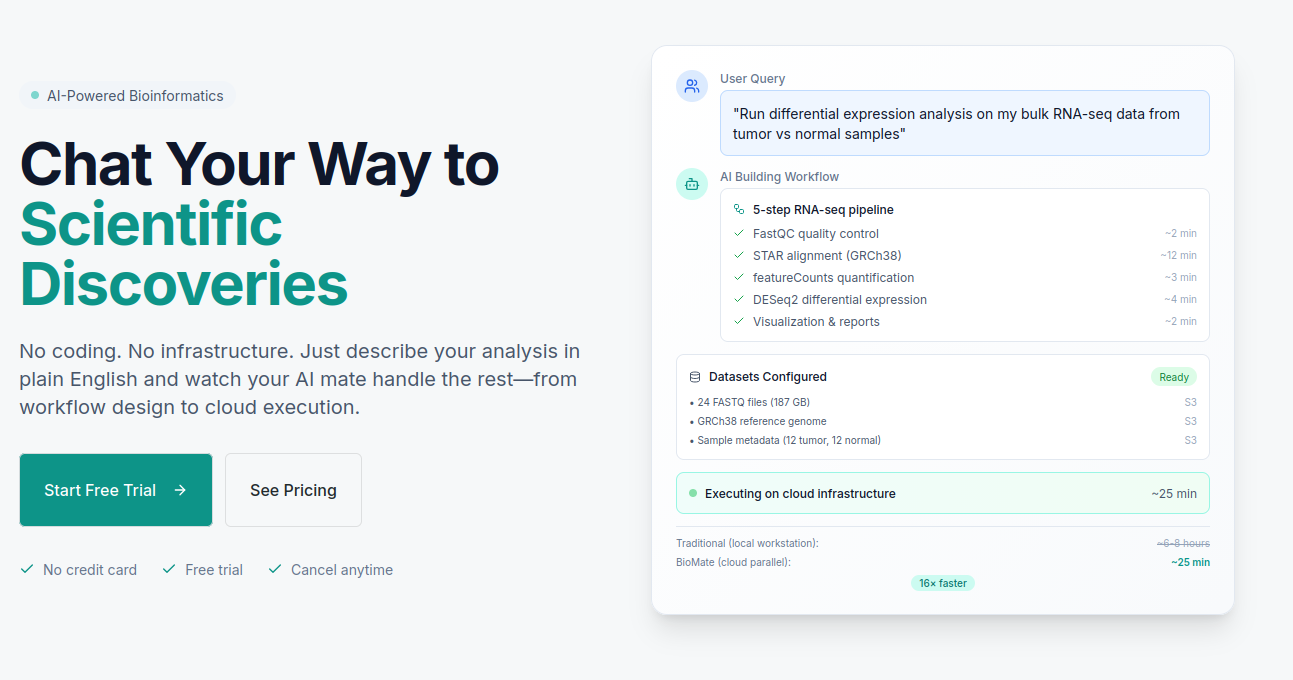 AI-Powered Bioinformatics
Chat Your Way to
Scientific
Discoveries
No coding. No infrastructure. Just describe your analysis in
plain English and watch your AI mate handle the rest—from
workflow design to cloud execution.
Start Free Trial →
See Pricing
No credit card
Free trial
Cancel anytime
User Query
"Run differential expression analysis on my bulk RNA-seq data from
tumor vs normal samples"
AI Building Workflow
5-step RNA-seq pipeline
FastQC quality control ~2 min
STAR alignment (GRCh38) ~12 min
featureCounts quantification ~3 min
DESeq2 differential expression ~4 min
Visualization & reports ~2 min
Datasets Configured Ready
• 24 FASTQ files (187 GB) S3
• GRCh38 reference genome S3
• Sample metadata (12 tumor, 12 normal) S3
Executing on cloud infrastructure ~25 min
Traditional (local workstation): ~6-8 hours
BioMate (cloud parallel): ~25 min
16× faster